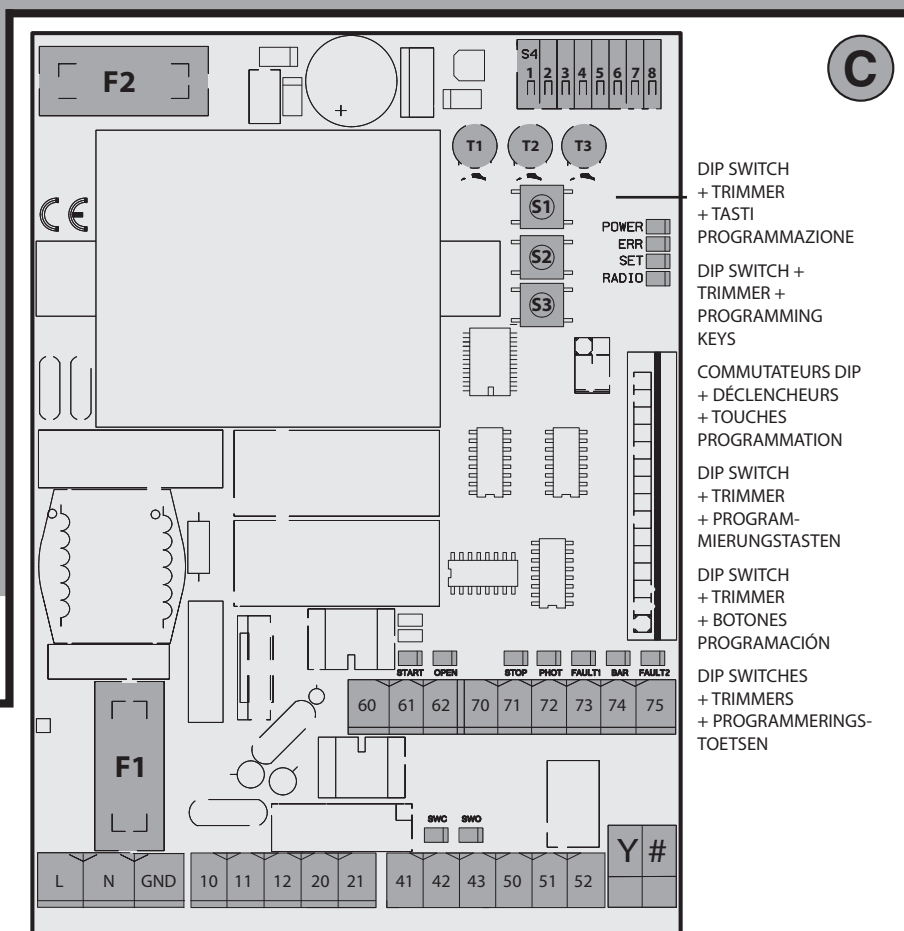 C
F2
S4
1 2 3 4 5 6 7 8
T1 T2 T3
S1
CE
POWER
ERR
S2
SET
RADIO
S3
+
DIP SWITCH
+ TRIMMER
+ TASTI
PROGRAMMAZIONE
DIP SWITCH +
TRIMMER +
PROGRAMMING
KEYS
COMMUTATEURS DIP
+ DÉCLENCHEURS
+ TOUCHES
PROGRAMMATION
DIP SWITCH
+ TRIMMER
+ PROGRAM-
MIERUNGSTASTEN
DIP SWITCH
+ TRIMMER
+ BOTONES
PROGRAMACIÓN
DIP SWITCHES
+ TRIMMERS
+ PROGRAMMERINGS-
TOETSEN
START OPEN STOP PHOT FAULT1 BAR FAULT2
60 61 62 70 71 72 73 74 75
F1
SWC SWO
Y #
L N GND 10 11 12 20 21 41 42 43 50 51 52